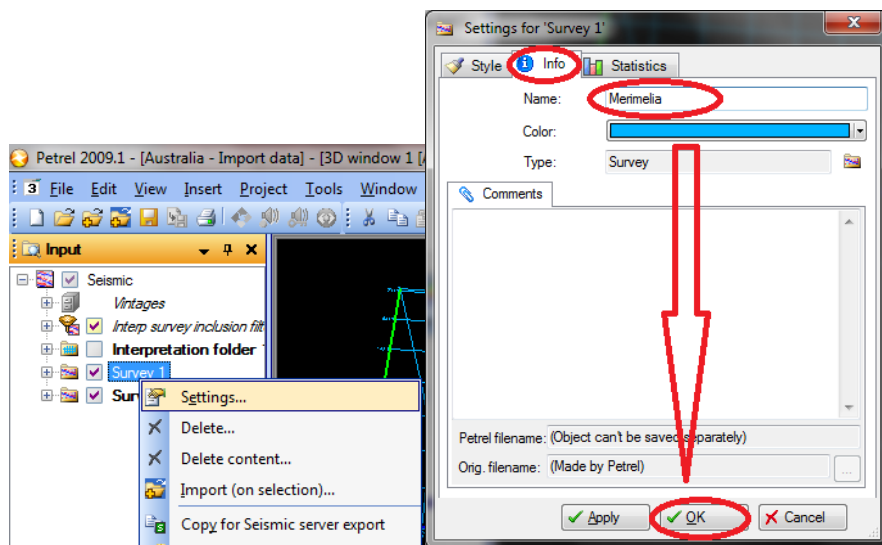 Settings for 'Survey 1'
Style
Info
Statistics
Name: Merimelia
Color:
Type: Survey
Comments
Petrel filename: (Object can't be saved separately)
Orig. filename: (Made by Petrel)
...
Apply OK Cancel
Petrel 2009.1 - [Australia - Import data] - [3D window 1 [
3 File Edit View Insert Project Tools Window
Input
Seismic
Vintages
Interp survey inclusion filt
Interpretation folder
Survey 1
Sur
Settings...
Delete...
Delete content...
Import (on selection)...
Copy for Seismic server export